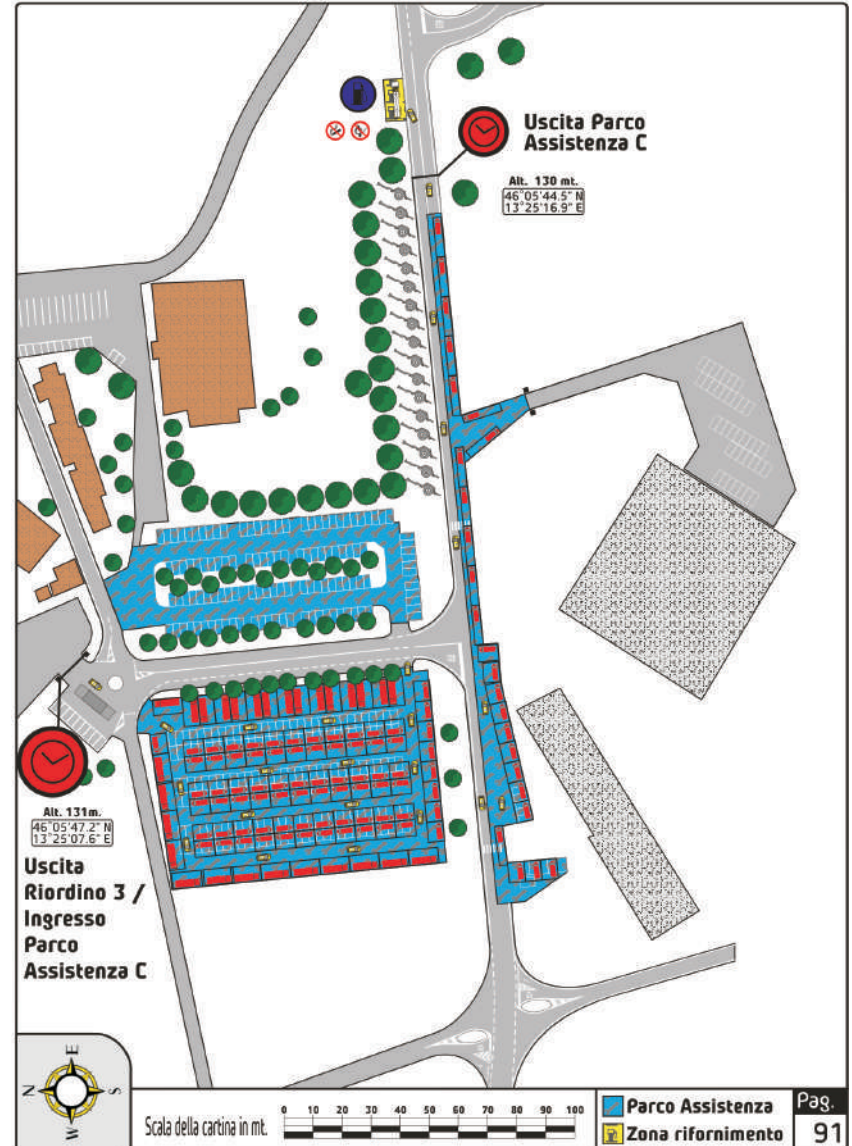 Uscita Parco
Assistenza C
Alt. 130 mt.
46°05'44.5" N
13°25'16.9" E
Alt. 131m.
46°05'47.2" N
13°25'07.6" E
Uscita
Riordino 3 /
Ingresso
Parco
Assistenza C
N
E
S
W
Scala della cartina in mt.
0 10 20 30 40 50 60 70 80 90 100
Parco Assistenza
Zona rifornimento
Pag.
91